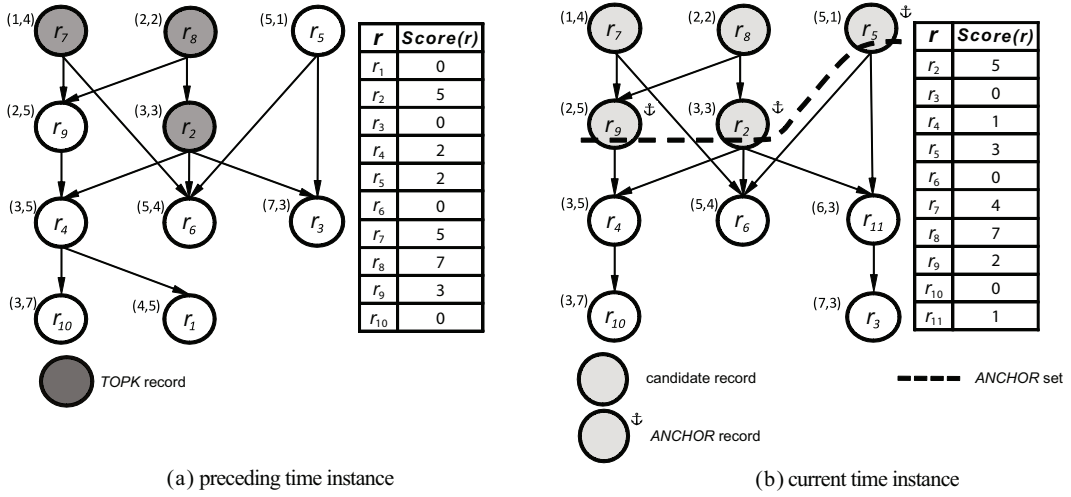 (1,4) r7
(2,2) r8
(5,1) r5
(2,5) r9
(3,3) r2
(3,5) r4
(5,4) r6
(7,3) r3
(3,7) r10
(4,5) r1
r Score(r)
r1 0
r2 5
r3 0
r4 2
r5 2
r6 0
r7 5
r8 7
r9 3
r10 0
TOPK record
(a) preceding time instance
(1,4) r7
(2,2) r8
(5,1) r5
(2,5) r9
(3,3) r2
(3,5) r4
(5,4) r6
(6,3) r11
(3,7) r10
(7,3) r3
r Score(r)
r2 5
r3 0
r4 1
r5 3
r6 0
r7 4
r8 7
r9 2
r10 0
r11 1
candidate record
ANCHOR set
ANCHOR record
(b) current time instance